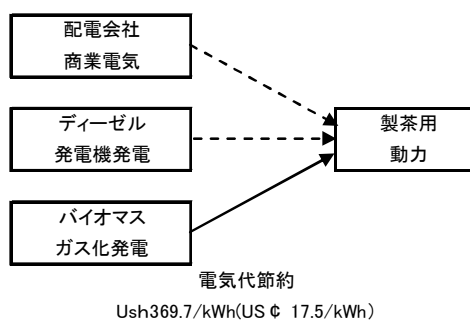 配電会社
商業電気
ディーゼル
発電機発電
製茶用
動力
バイオマス
ガス化発電
電気代節約
Ush369.7/kWh(US￠ 17.5/kWh)